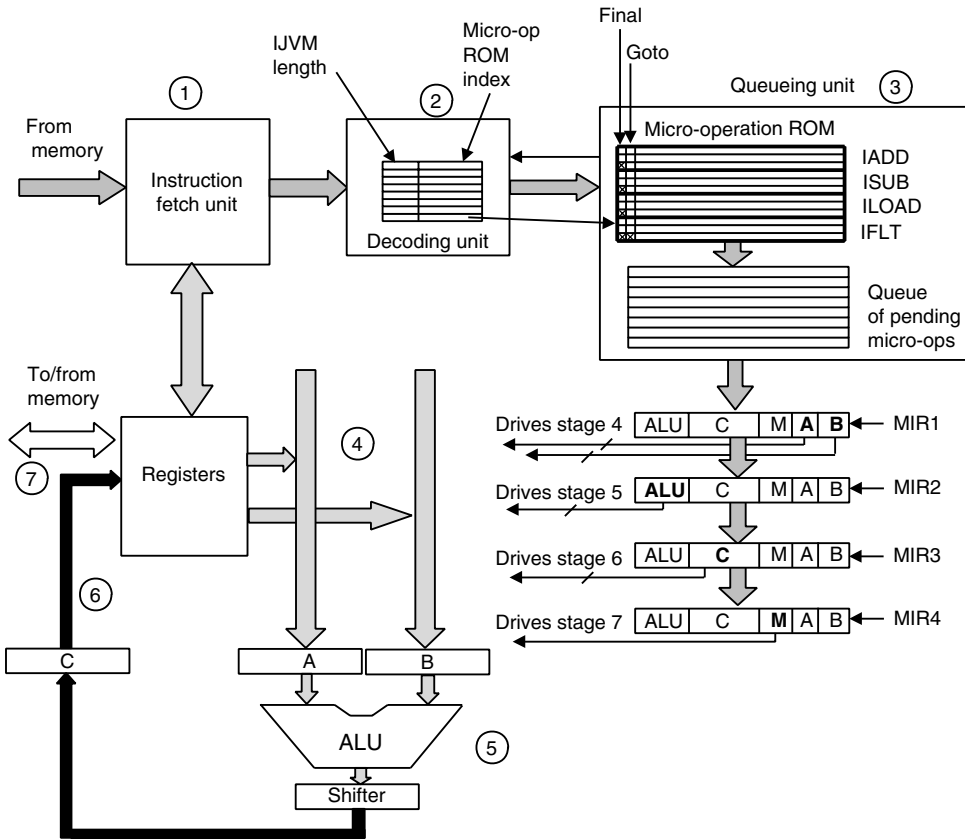 Final
Goto
IJVM
length
Micro-op
ROM
index
1
2
Queueing unit
3
From
memory
Instruction
fetch unit
Decoding unit
Micro-operation ROM
IADD
ISUB
ILOAD
IFLT
Queue
of pending
micro-ops
To/from
memory
7
Registers
4
6
C
A
B
ALU
5
Shifter
Drives stage 4
ALU C M A B
MIR1
Drives stage 5
ALU C M A B
MIR2
Drives stage 6
ALU C M A B
MIR3
Drives stage 7
ALU C M A B
MIR4